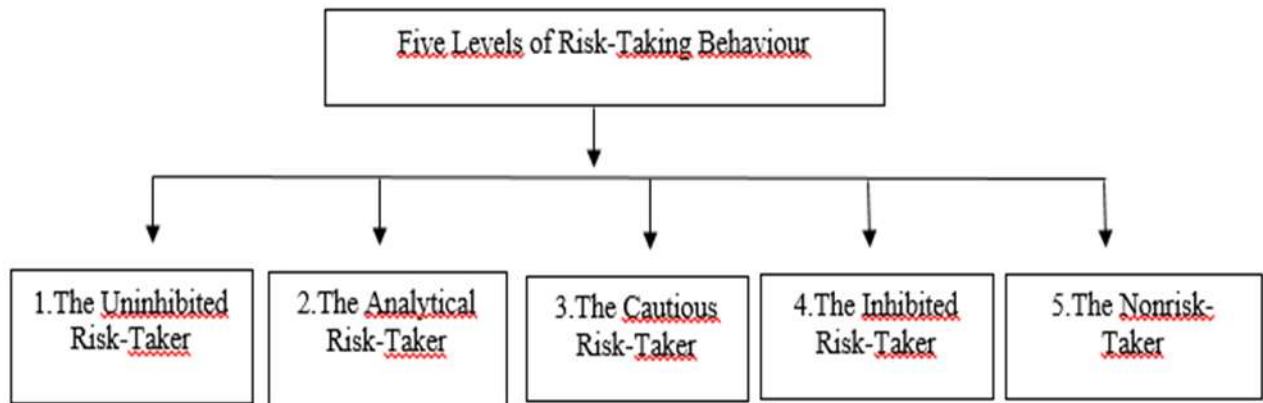 Five Levels of Risk-Taking Behaviour
1.The Uninhibited
Risk-Taker
2.The Analytical
Risk-Taker
3.The Cautious
Risk-Taker
4.The Inhibited
Risk-Taker
5.The Nonrisk-
Taker